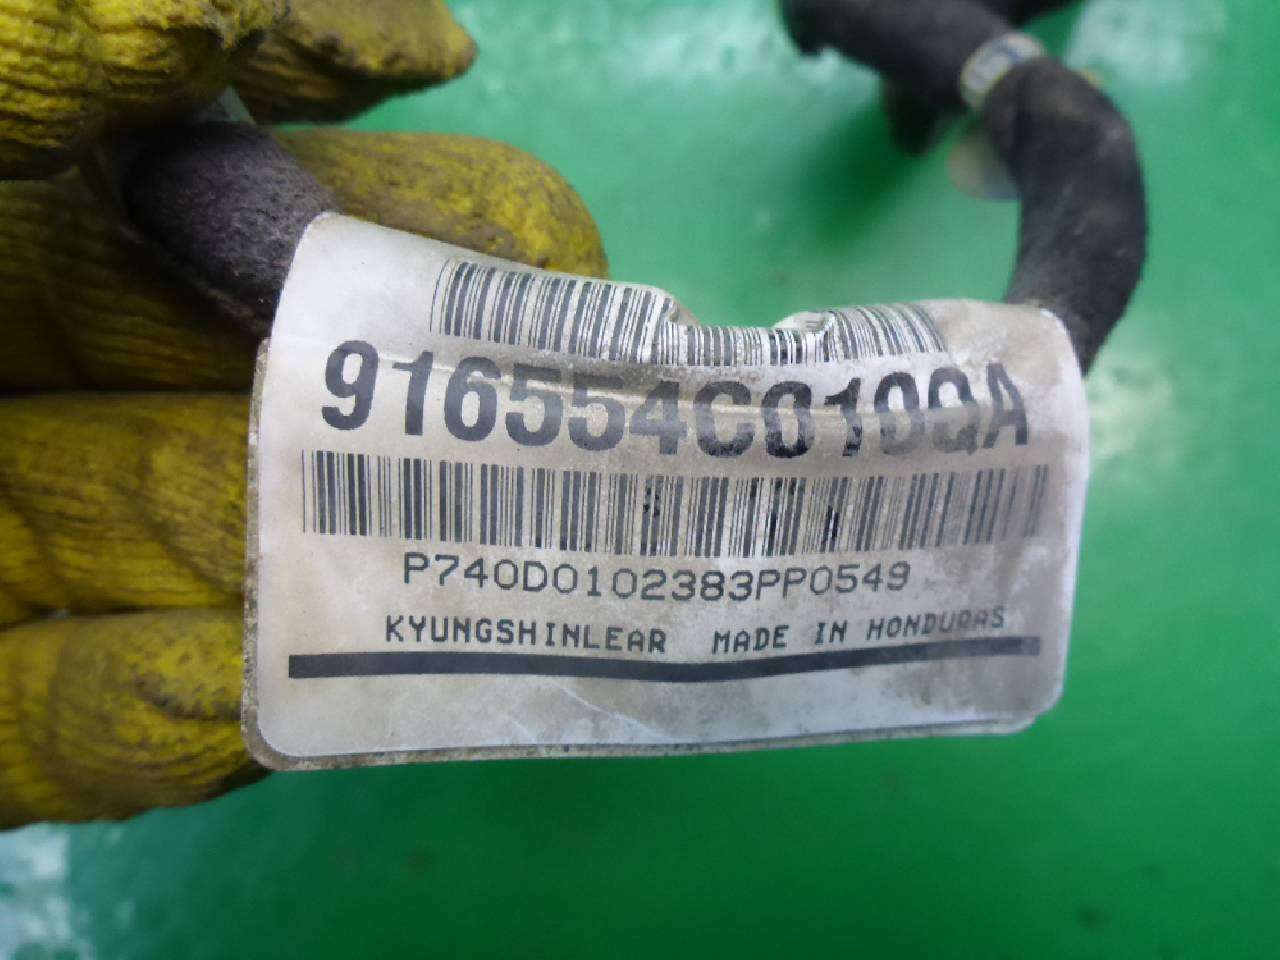 916554C010QA
P740D0102383PP0549
KYUNGSHINLEAR MADE IN HONDURAS